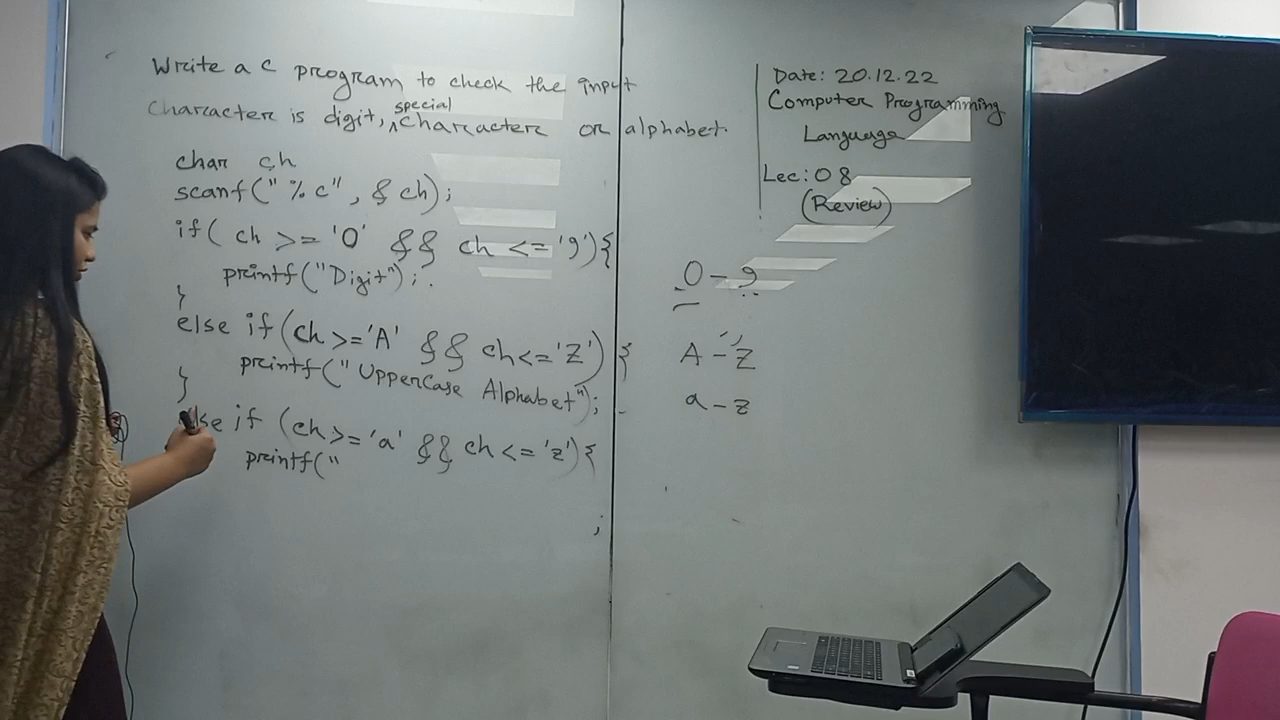 Write a c program to check the input
character is digit, special character or alphabet.
char ch
scanf("%c", &ch);
if( ch >= '0' && ch <= '9'){
printf("Digit");
}
else if(ch>='A' && ch<='Z') {
printf("UpperCase Alphabet");
}
else if (ch>='a' && ch<='z'){
printf("
;
Date: 20.12.22
Computer Programming
Language
Lec: 08
(Review)
0-9
A-Z
a-z